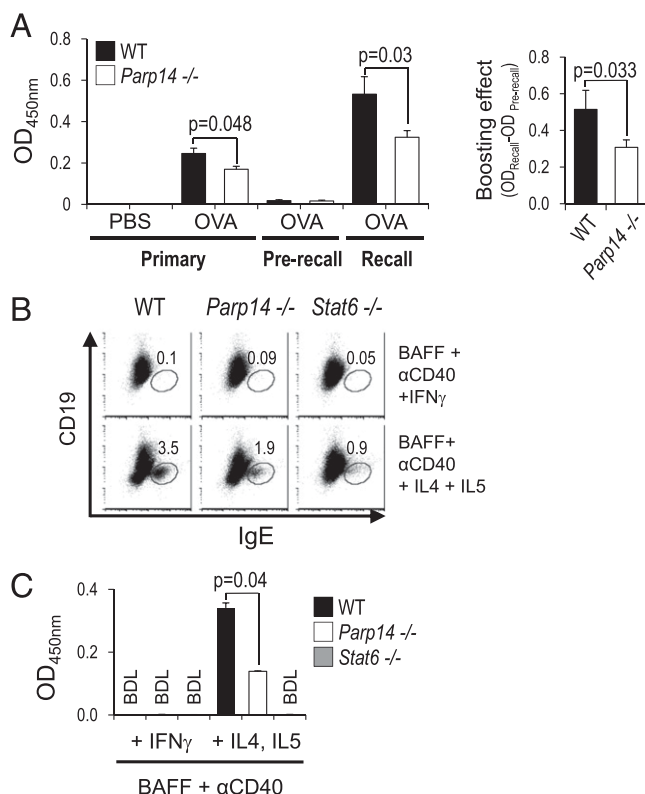 A
WT
Parp14 -/-
OD450nm
0.8
0.6
0.4
0.2
0
p=0.048
p=0.03
PBS OVA OVA OVA
Primary Pre-recall Recall
Boosting effect
(ODRecall-OD Pre-recall)
0.8
0.6
0.4
0.2
0.0
p=0.033
WT
Parp14 -/-
B
WT Parp14 -/- Stat6 -/-
CD19
0.1 0.09 0.05
BAFF +
αCD40
+IFNγ
3.5 1.9 0.9
BAFF+
αCD40
+ IL4 + IL5
IgE
C
OD450nm
0.4
0.2
0.0
p=0.04
WT
Parp14 -/-
Stat6 -/-
BDL BDL BDL BDL
+ IFNγ + IL4, IL5
BAFF + αCD40